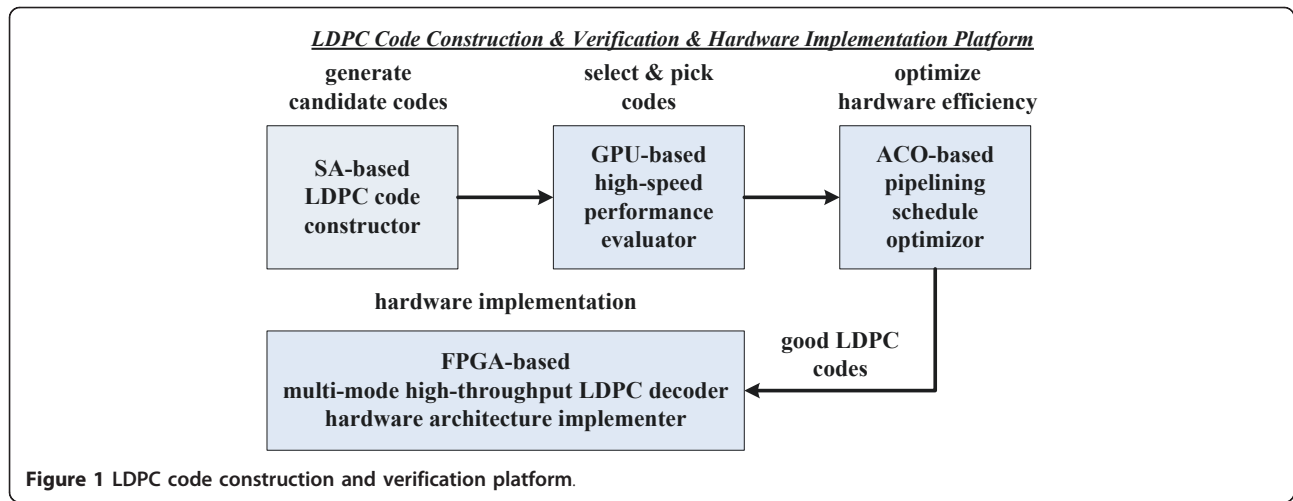 LDPC Code Construction & Verification & Hardware Implementation Platform
generate
candidate codes
select & pick
codes
optimize
hardware efficiency
SA-based
LDPC code
constructor
GPU-based
high-speed
performance
evaluator
ACO-based
pipelining
schedule
optimizor
hardware implementation
good LDPC
codes
FPGA-based
multi-mode high-throughput LDPC decoder
hardware architecture implementer
Figure 1 LDPC code construction and verification platform.